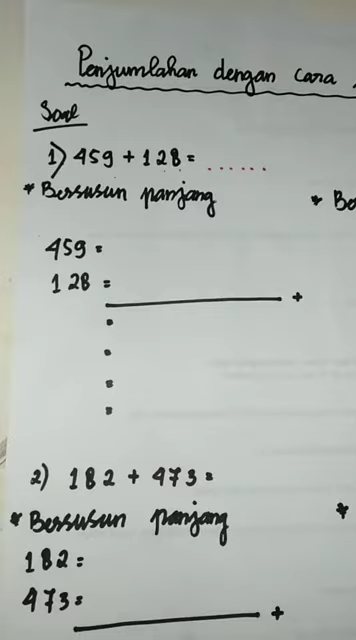 Penjumlahan dengan cara
Soal
1) 459 + 128 = ......
* Bersusun panjang
459 =
128 =
+
2) 182 + 473 =
* Bersusun panjang *
182 =
473 =
+